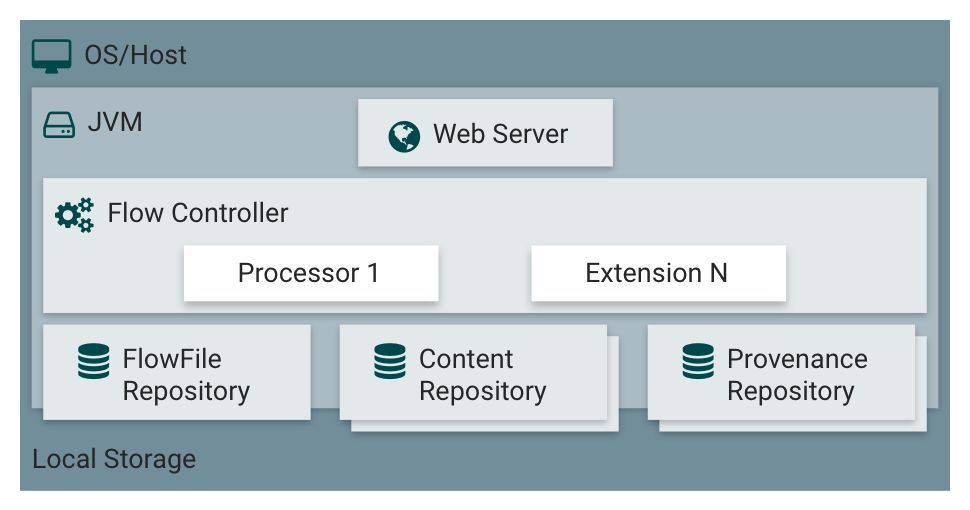 OS/Host
JVM
Web Server
Flow Controller
Processor 1
Extension N
FlowFile
Repository
Content
Repository
Provenance
Repository
Local Storage